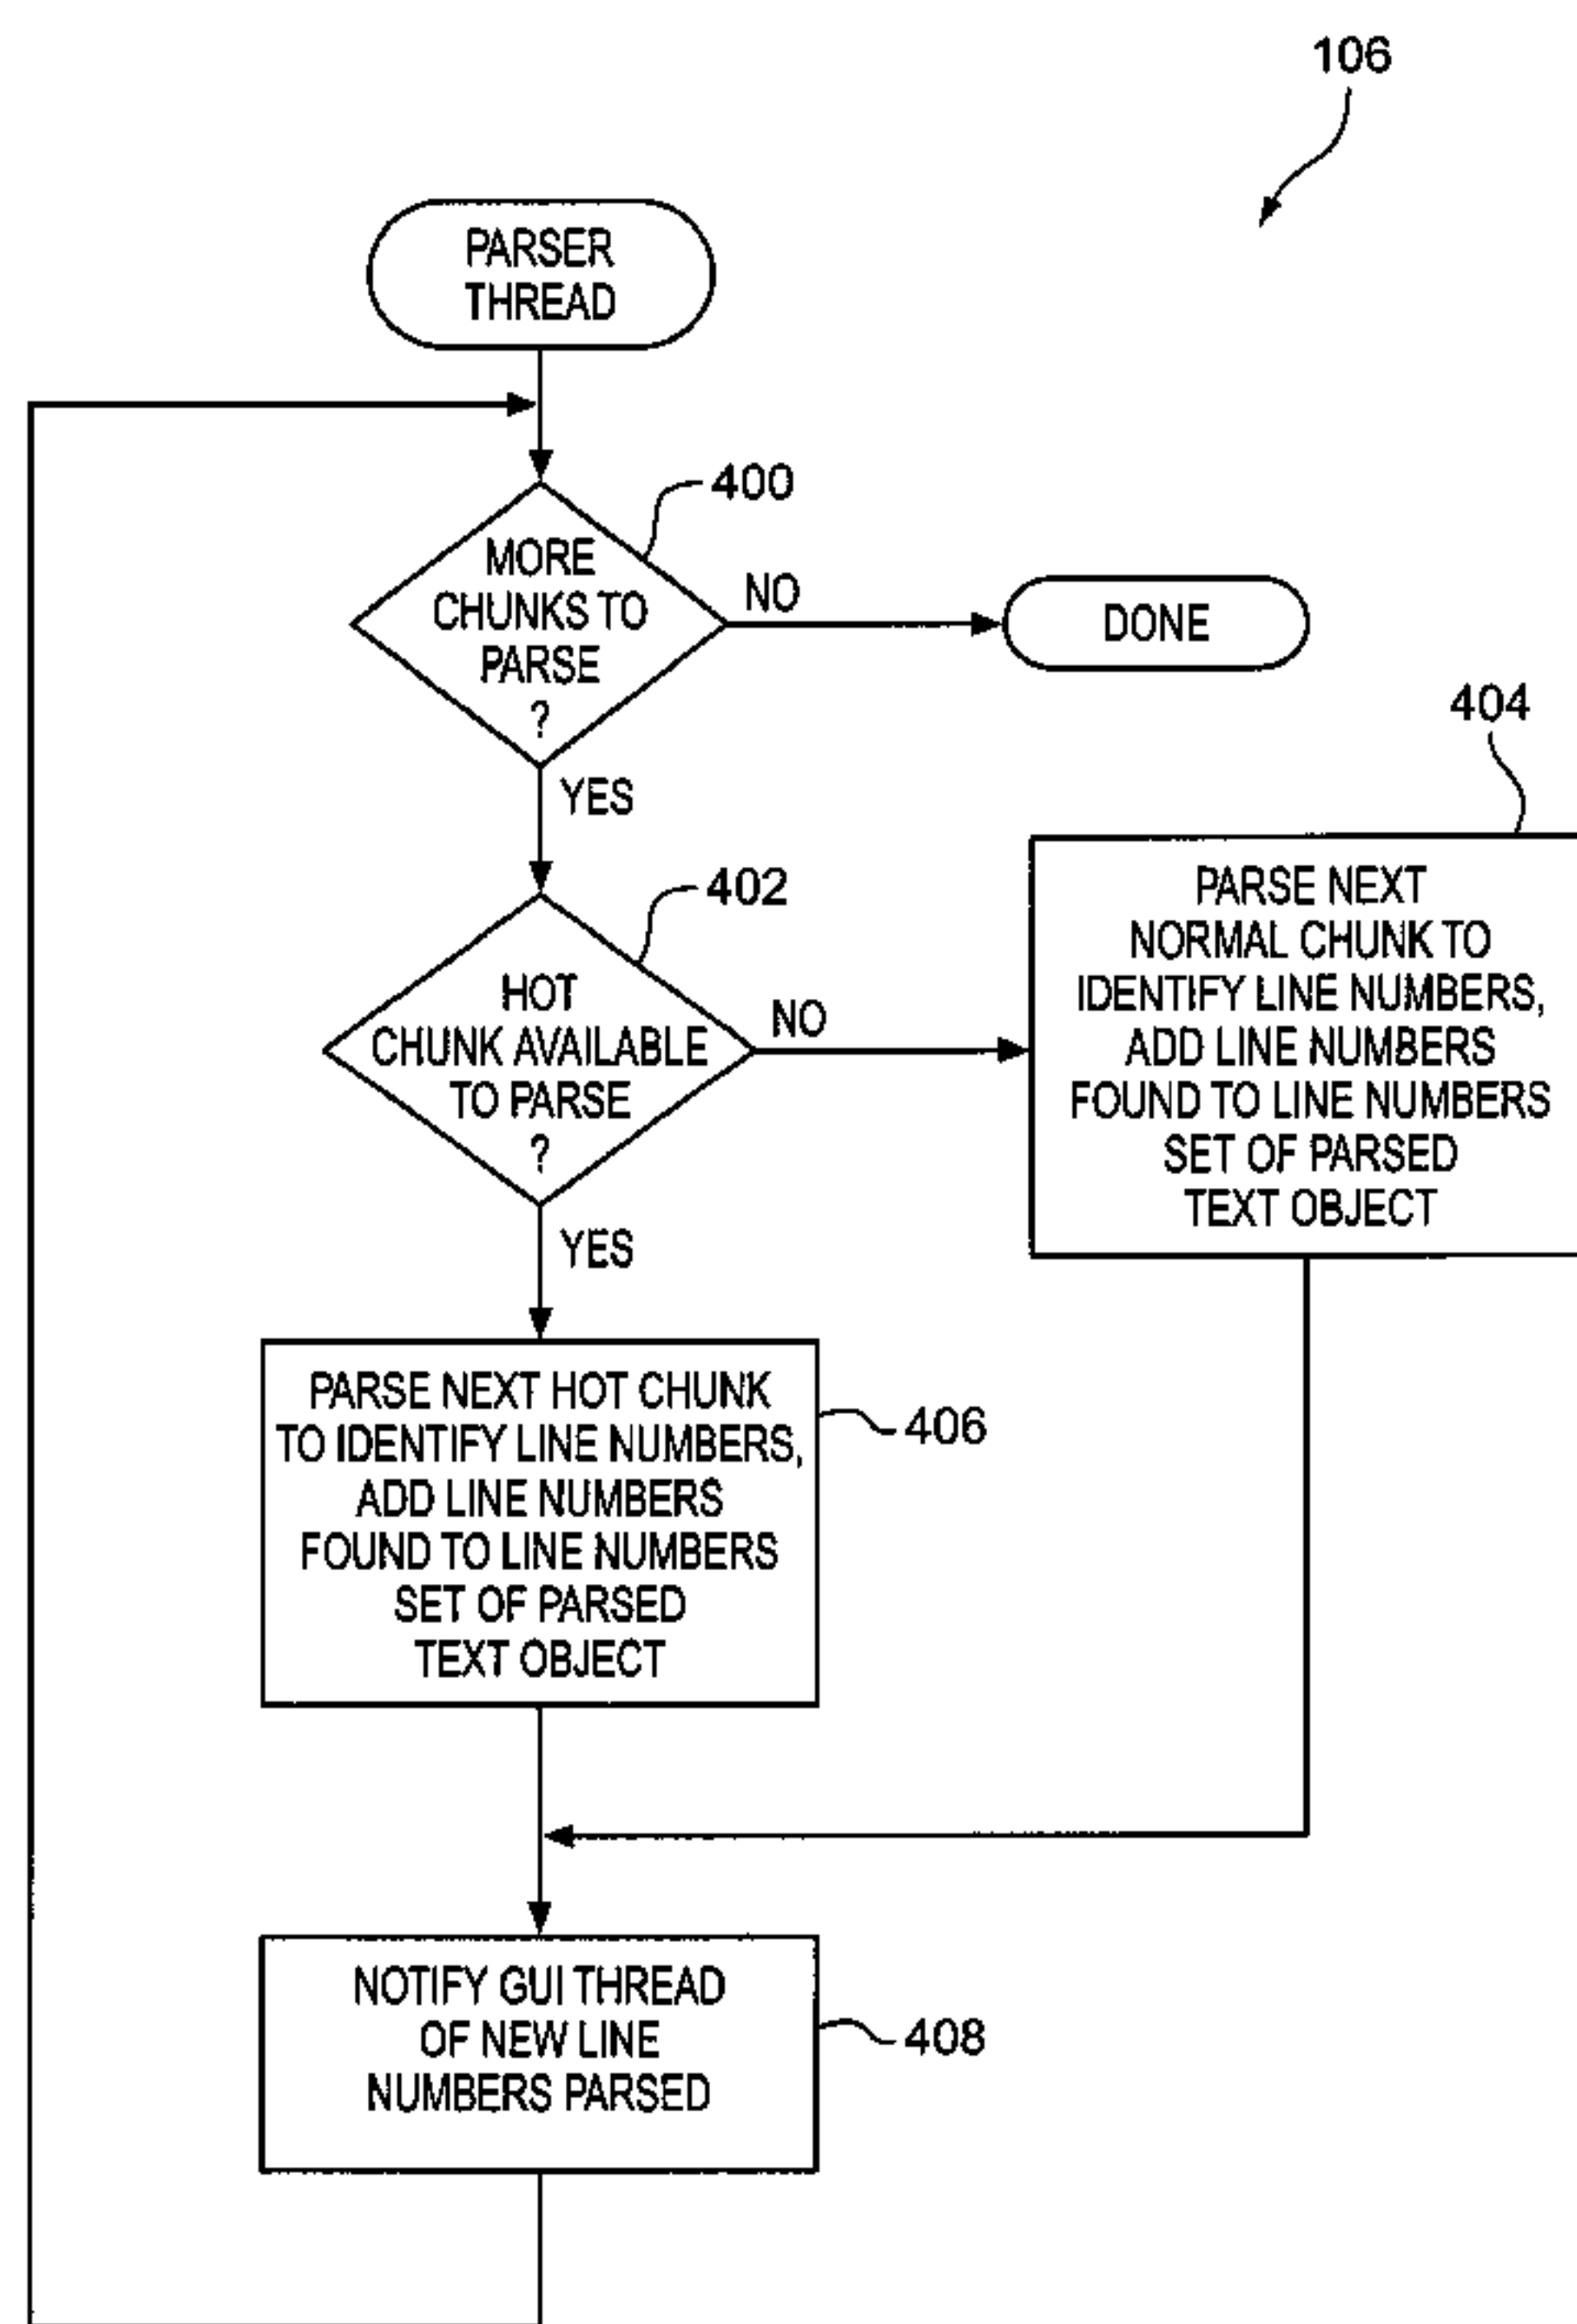 106
PARSER
THREAD
400
MORE
CHUNKS TO
PARSE
?
NO
DONE
YES
404
402
HOT
CHUNK AVAILABLE
TO PARSE
?
NO
PARSE NEXT
NORMAL CHUNK TO
IDENTIFY LINE NUMBERS,
ADD LINE NUMBERS
FOUND TO LINE NUMBERS
SET OF PARSED
TEXT OBJECT
YES
PARSE NEXT HOT CHUNK
TO IDENTIFY LINE NUMBERS,
ADD LINE NUMBERS
FOUND TO LINE NUMBERS
SET OF PARSED
TEXT OBJECT
406
NOTIFY GUI THREAD
OF NEW LINE
NUMBERS PARSED
408